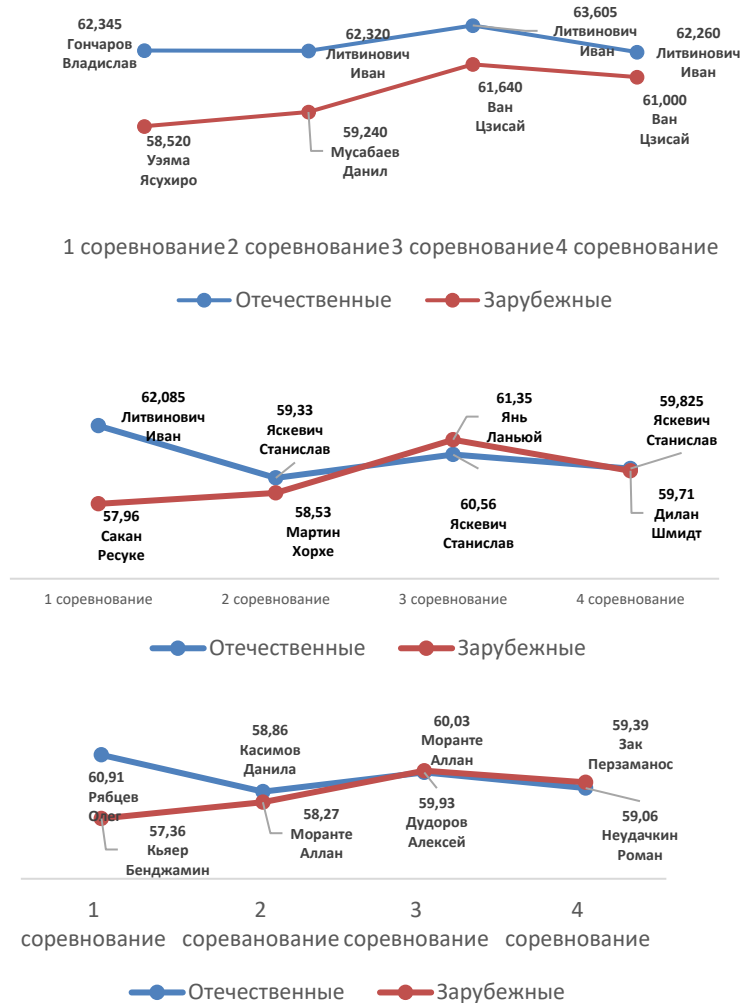 62,345
Гончаров
Владислав
62,320
Литвинович
Иван
63,605
Литвинович
Иван
62,260
Литвинович
Иван
58,520
Уэяма
Ясухиро
59,240
Мусабаев
Данил
61,640
Ван
Цзисай
61,000
Ван
Цзисай
1 соревнование 2 соревнование 3 соревнование 4 соревнование
Отечественные Зарубежные
62,085
Литвинович
Иван
59,33
Яскевич
Станислав
61,35
Янь
Ланьюй
59,825
Яскевич
Станислав
57,96
Сакан
Ресуке
58,53
Мартин
Хорхе
60,56
Яскевич
Станислав
59,71
Дилан
Шмидт
1 соревнование 2 соревнование 3 соревнование 4 соревнование
Отечественные Зарубежные
60,91
Рябцев
Олег
58,86
Касимов
Данила
60,03
Моранте
Аллан
59,39
Зак
Перзаманос
57,36
Кьяер
Бенджамин
58,27
Моранте
Аллан
59,93
Дудоров
Алексей
59,06
Неудачкин
Роман
1 2 3 4
соревнование сореванование соревнование соревнование
Отечественные Зарубежные